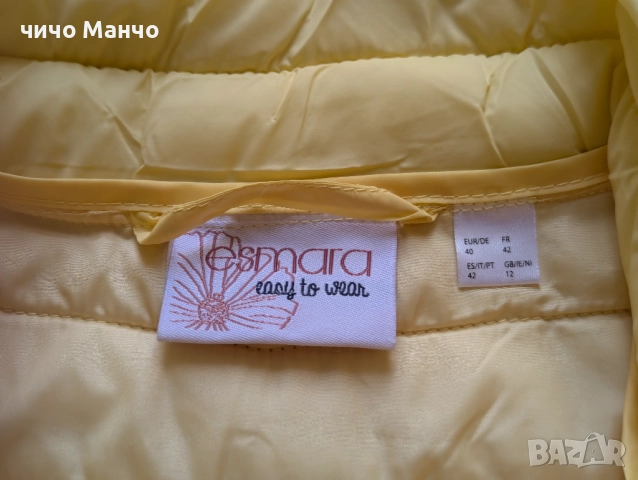 чичо Манчо
esmara
easy to wear
EUR/DE FR
40 42
ES/IT/PT GB/IE/NI
42 12
BAZAR